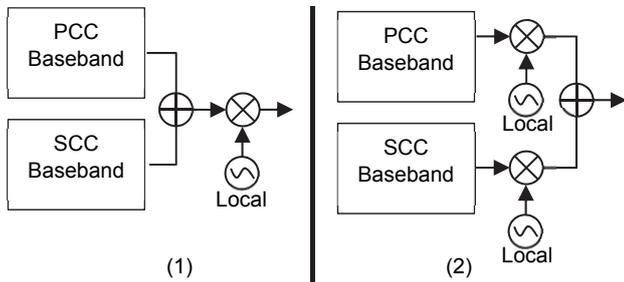 PCC
Baseband
SCC
Baseband
Local
(1)
PCC
Baseband
Local
SCC
Baseband
Local
(2)